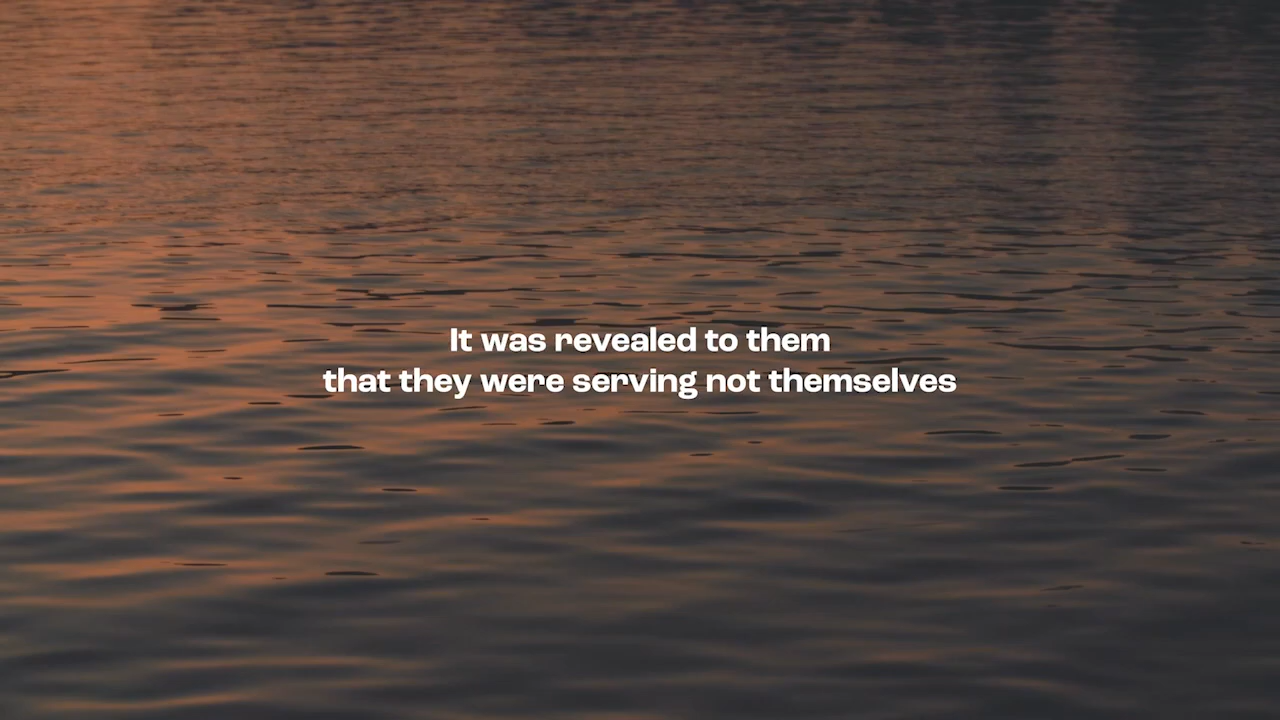 It was revealed to them
that they were serving not themselves